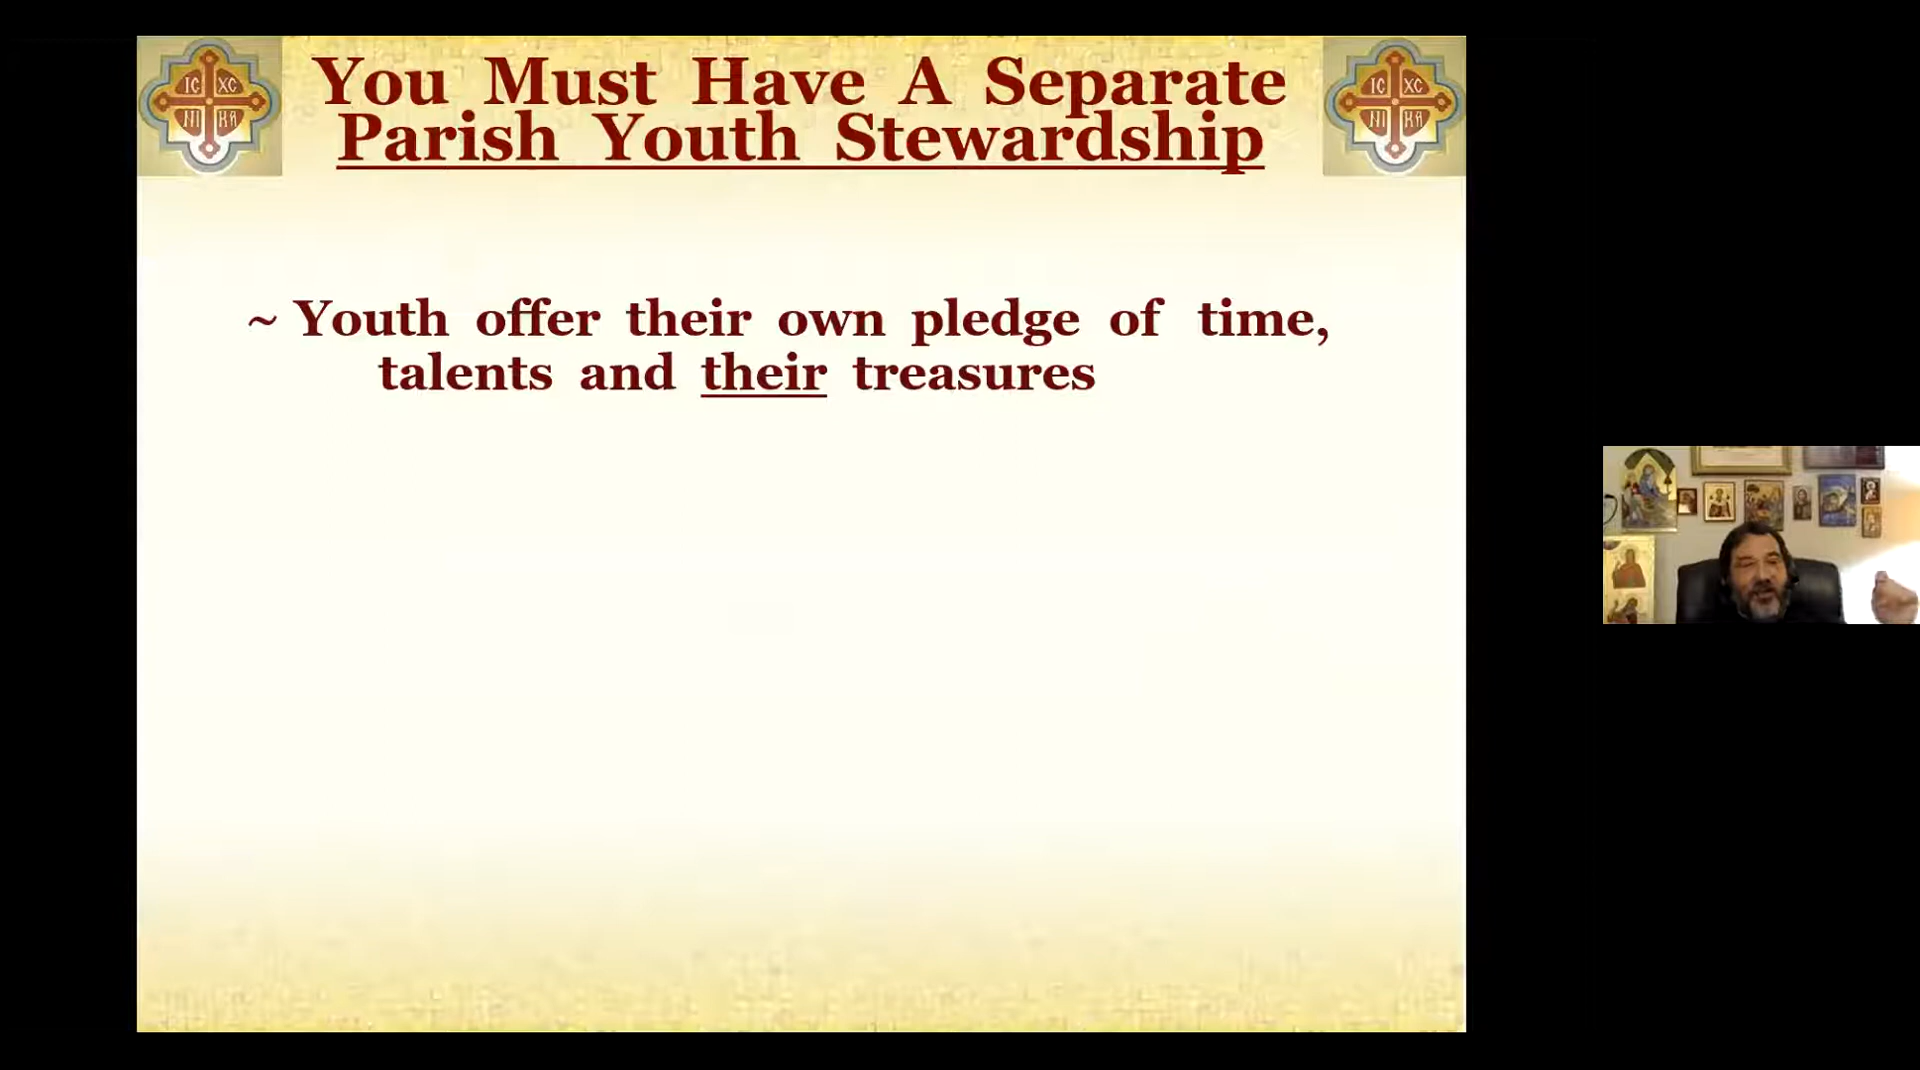 You Must Have A Separate
Parish Youth Stewardship
IC XC
NI KA
IC XC
NI KA
~ Youth offer their own pledge of time,
talents and their treasures